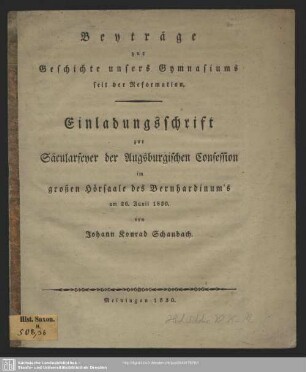 Beyträge
zur
Geschichte unsers Gymnasiums
seit der Reformation.
Einladungsschrift
zur
Säcularfeyer der Augsburgischen Confession
im
großen Hörsaale des Bernhardinum's
am 26. Junii 1830.
von
Johann Konrad Schaubach.
Meiningen 1830.
Hist. Saxon.